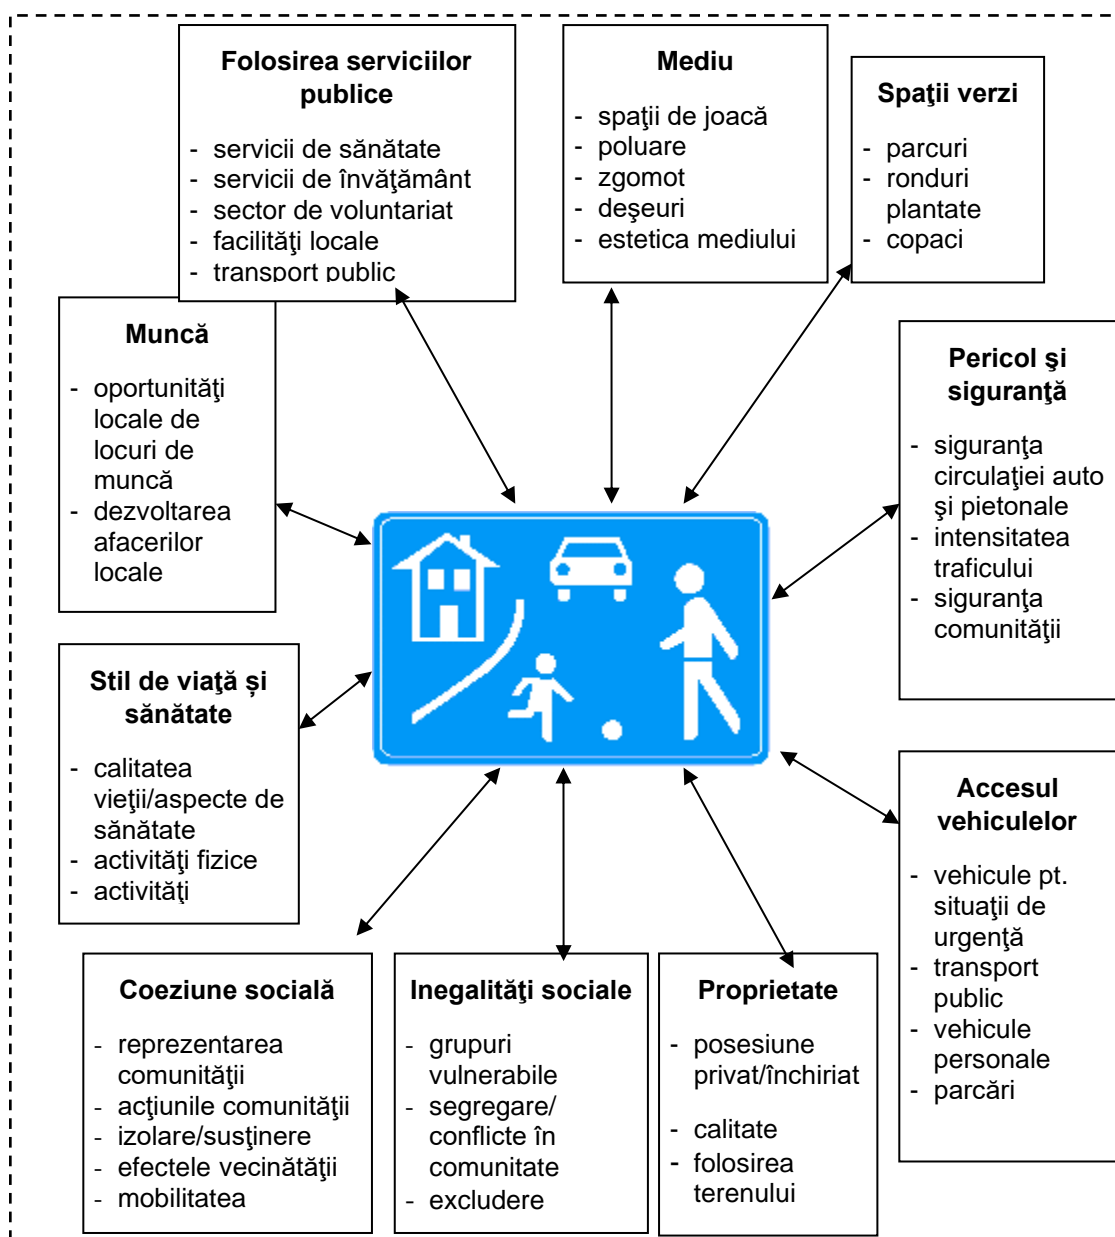 Folosirea serviciilor
publice
- servicii de sănătate
- servicii de învăţământ
- sector de voluntariat
- facilităţi locale
- transport public
Mediu
- spaţii de joacă
- poluare
- zgomot
- deşeuri
- estetica mediului
Spaţii verzi
- parcuri
- ronduri
plantate
- copaci
Muncă
- oportunităţi
locale de
locuri de
muncă
- dezvoltarea
afacerilor
locale
Pericol şi
siguranţă
- siguranţa
circulaţiei auto
şi pietonale
- intensitatea
traficului
- siguranţa
comunităţii
Stil de viaţă și
sănătate
- calitatea
vieţii/aspecte de
sănătate
- activităţi fizice
- activităţi
Accesul
vehiculelor
- vehicule pt.
situaţii de
urgenţă
- transport
public
- vehicule
personale
- parcări
Coeziune socială
- reprezentarea
comunităţii
- acţiunile comunităţii
- izolare/susţinere
- efectele vecinătăţii
- mobilitatea
Inegalităţi sociale
- grupuri
vulnerabile
- segregare/
conflicte în
comunitate
- excludere
Proprietate
- posesiune
privat/închiriat
- calitate
- folosirea
terenului